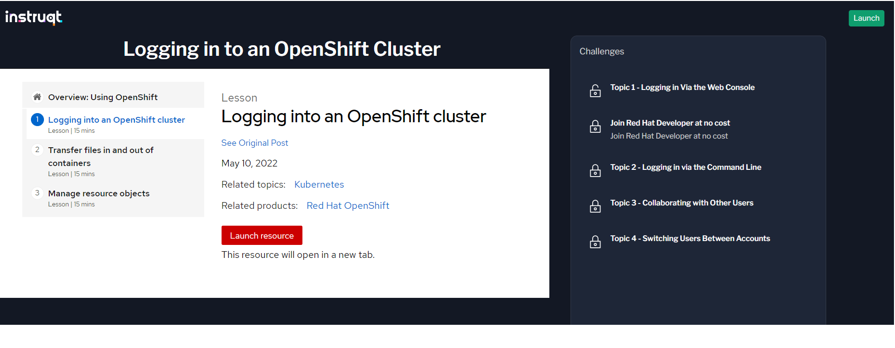 instruqt
Launch
Logging in to an OpenShift Cluster
Overview: Using OpenShift
1
Logging into an OpenShift cluster
Lesson | 15 mins
2
Transfer files in and out of
containers
Lesson | 15 mins
3
Manage resource objects
Lesson | 15 mins
Lesson
Logging into an OpenShift cluster
See Original Post
May 10, 2022
Related topics: Kubernetes
Related products: Red Hat OpenShift
Launch resource
This resource will open in a new tab.
Challenges
Topic 1 - Logging in Via the Web Console
Join Red Hat Developer at no cost
Join Red Hat Developer at no cost
Topic 2 - Logging in via the Command Line
Topic 3 - Collaborating with Other Users
Topic 4 - Switching Users Between Accounts